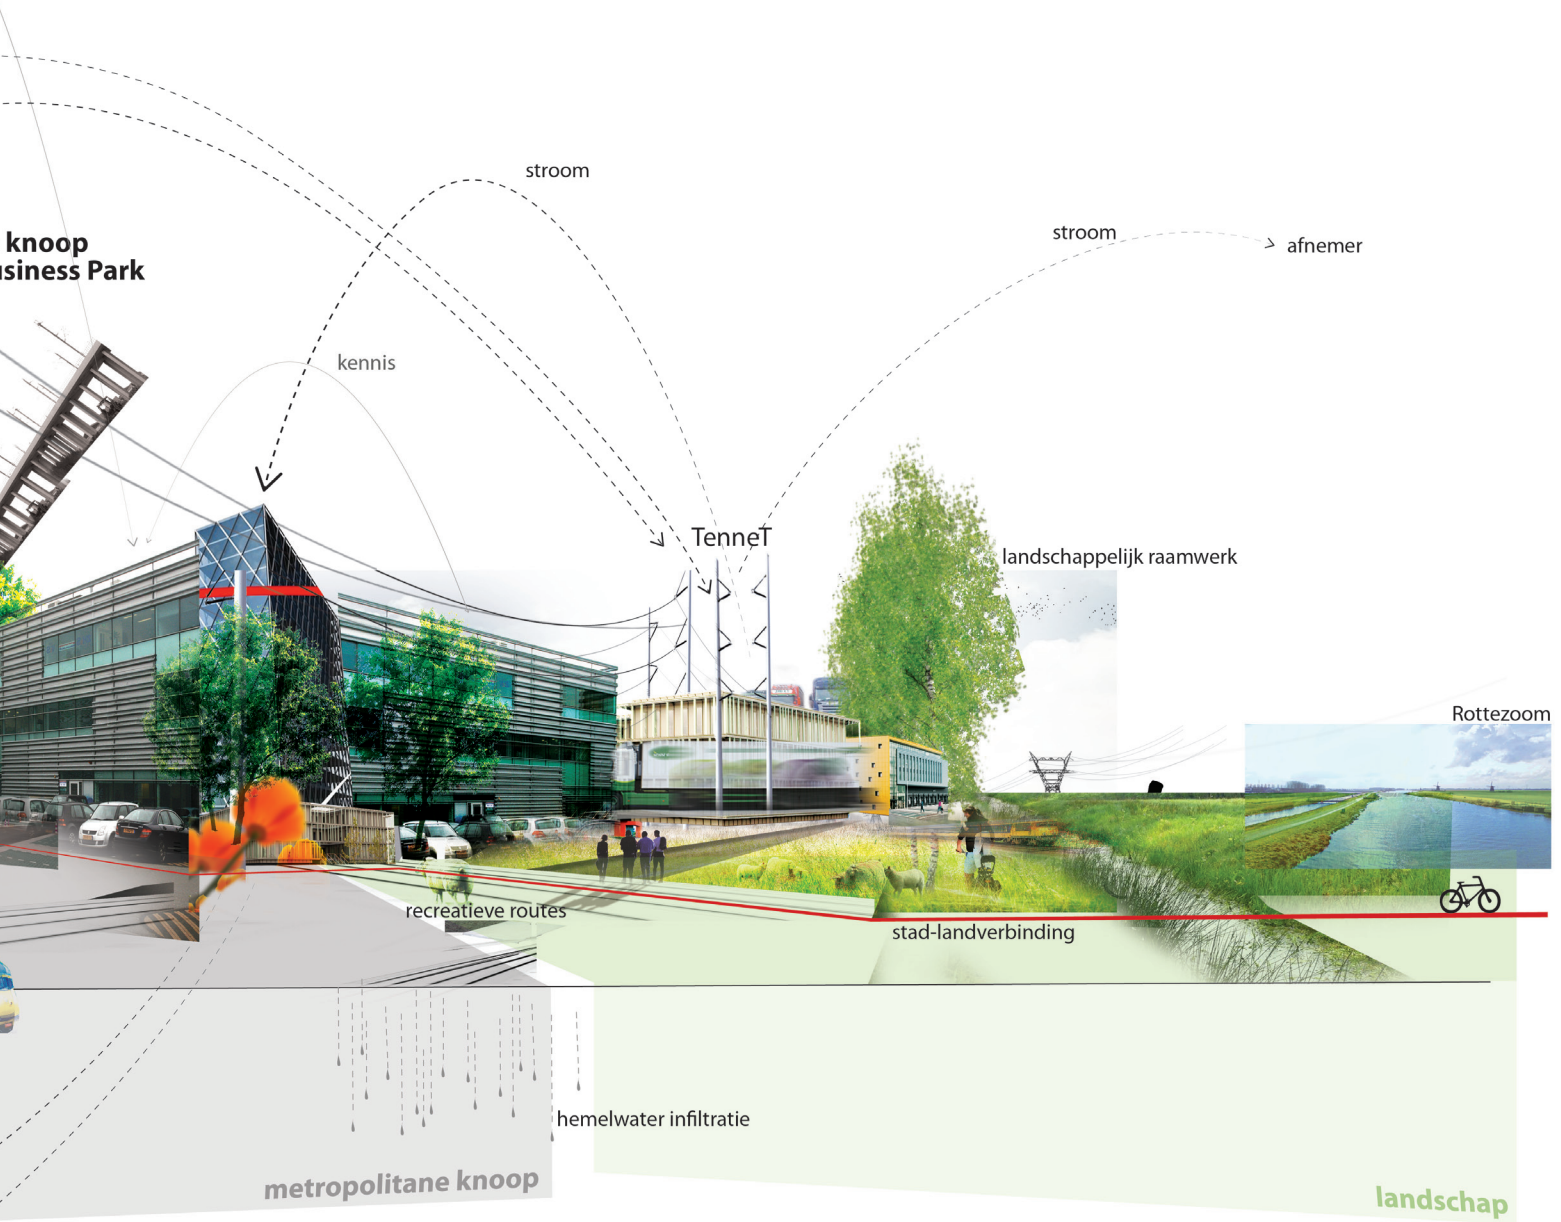 stroom
stroom
afnemer
knoop
usiness Park
kennis
TenneT
landschappelijk raamwerk
Rottezoom
recreatieve routes
stad-landverbinding
hemelwater infiltratie
metropolitane knoop
landschap